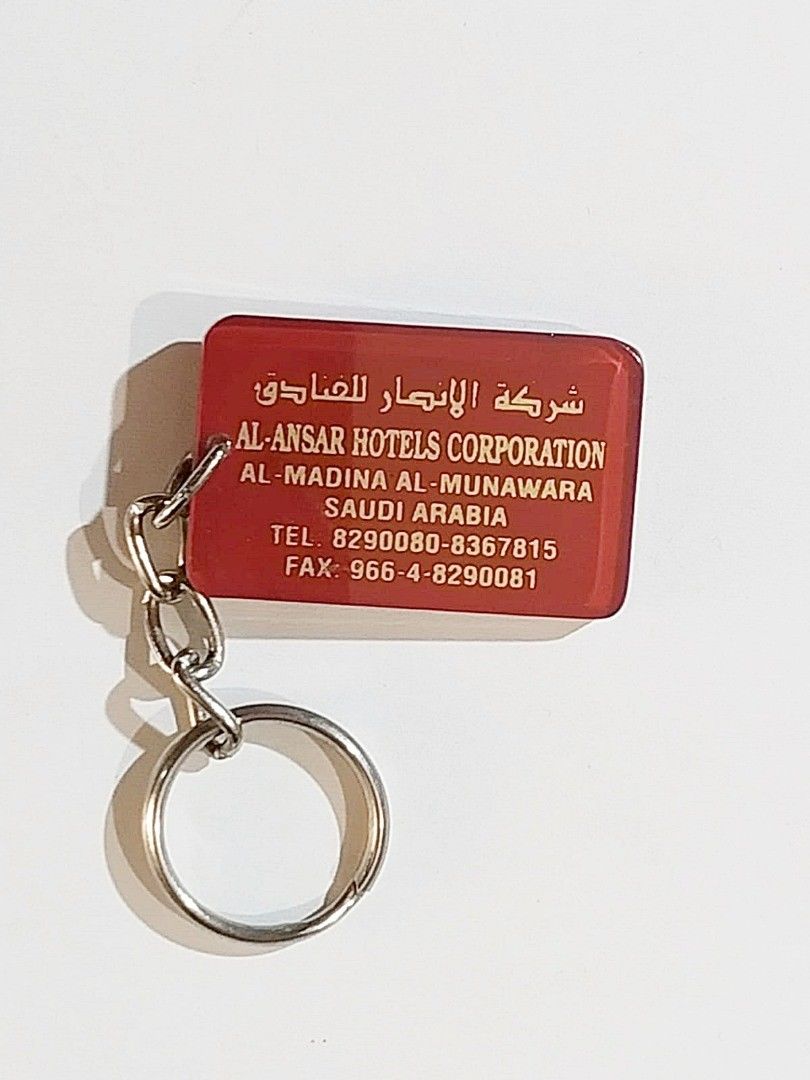 شركة الانصار للفنادق
AL-ANSAR HOTELS CORPORATION
AL-MADINA AL-MUNAWARA
SAUDI ARABIA
TEL. 8290080-8367815
FAX: 966-4-8290081